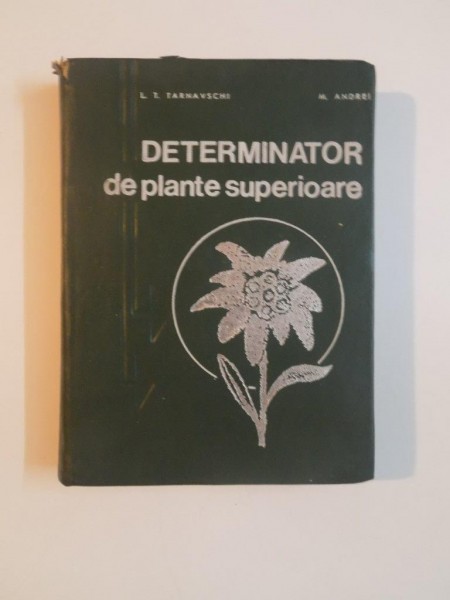 L. T. TARNAVSCHI M. ANDREI
DETERMINATOR
de plante superioare